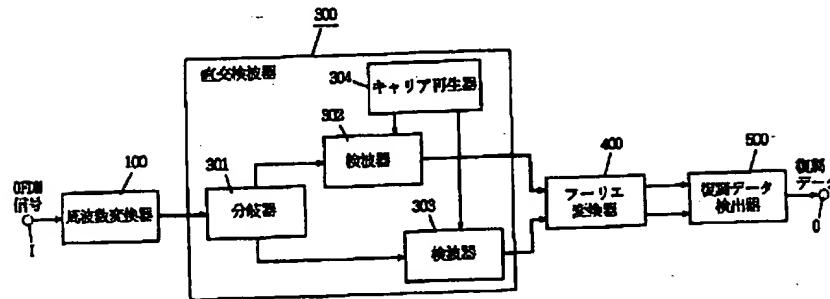 300
直交検波器
304
キャリア再生器
302
検波器
100
OFDM
信号
I
周波数変換器
301
分岐器
303
検波器
400
フーリエ
変換器
500
復調データ
検出器
復調
データ
O